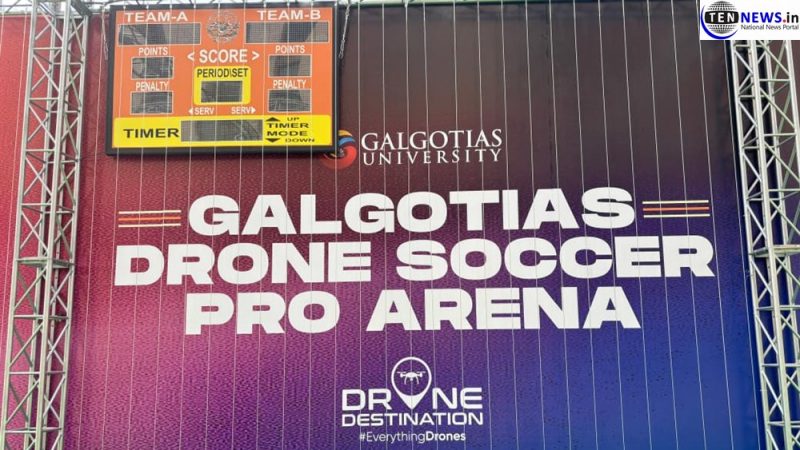 TEAM-A TEAM-B
POINTS < SCORE > POINTS
PERIOD\SET
PENALTY PENALTY
◄SERV SERV►
TIMER ▲ UP
TIMER
MODE
▼ DOWN
TEN NEWS.in
National News Portal
GALGOTIAS
UNIVERSITY
GALGOTIAS
DRONE SOCCER
PRO ARENA
DRONE
DESTINATION
#EverythingDrones